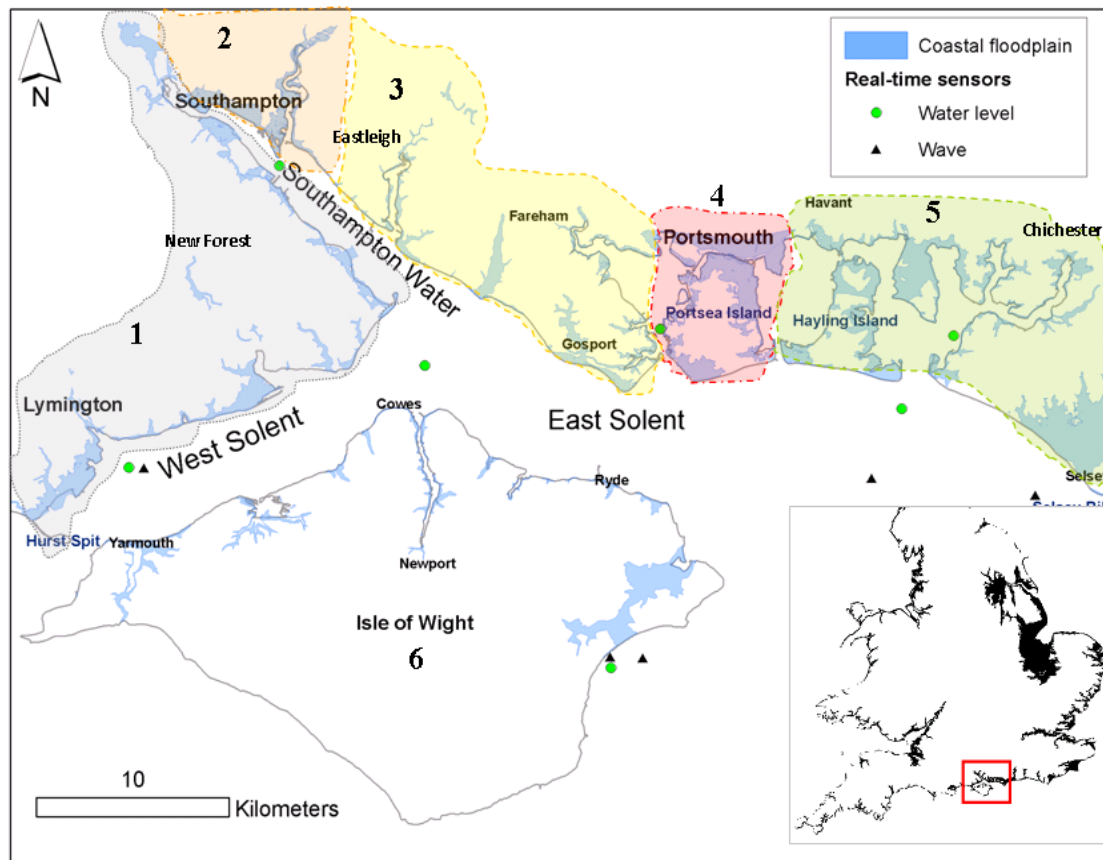 2
Coastal floodplain
Real-time sensors
Water level
Wave
N
3
Southampton
Eastleigh
4
5
Havant
Chichester
Fareham
Portsmouth
New Forest
Southampton Water
1
Portsea Island
Hayling Island
Gosport
Lymington
Cowes
East Solent
West Solent
Ryde
Selse
Hurst Spit
Yarmouth
Newport
Isle of Wight
6
10
Kilometers